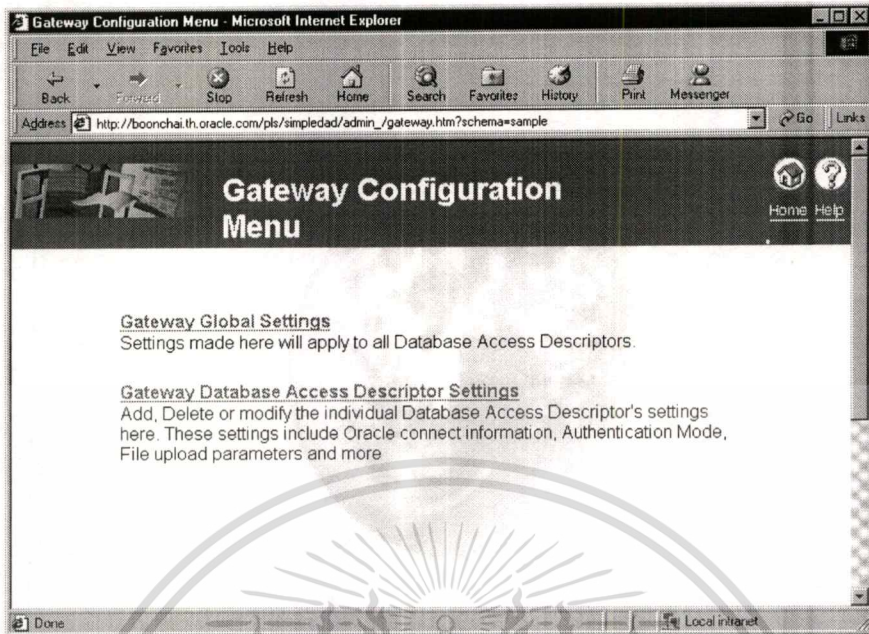 Gateway Configuration Menu - Microsoft Internet Explorer
File Edit View Favorites Tools Help
Back Forward Stop Refresh Home Search Favorites History Print Messenger
Address http://boonchai.th.oracle.com/pls/simpledad/admin_/gateway.htm?schema=sample Go Links
Gateway Configuration
Menu
Home Help
Gateway Global Settings
Settings made here will apply to all Database Access Descriptors.
Gateway Database Access Descriptor Settings
Add, Delete or modify the individual Database Access Descriptor's settings
here. These settings include Oracle connect information, Authentication Mode,
File upload parameters and more
Done Local intranet